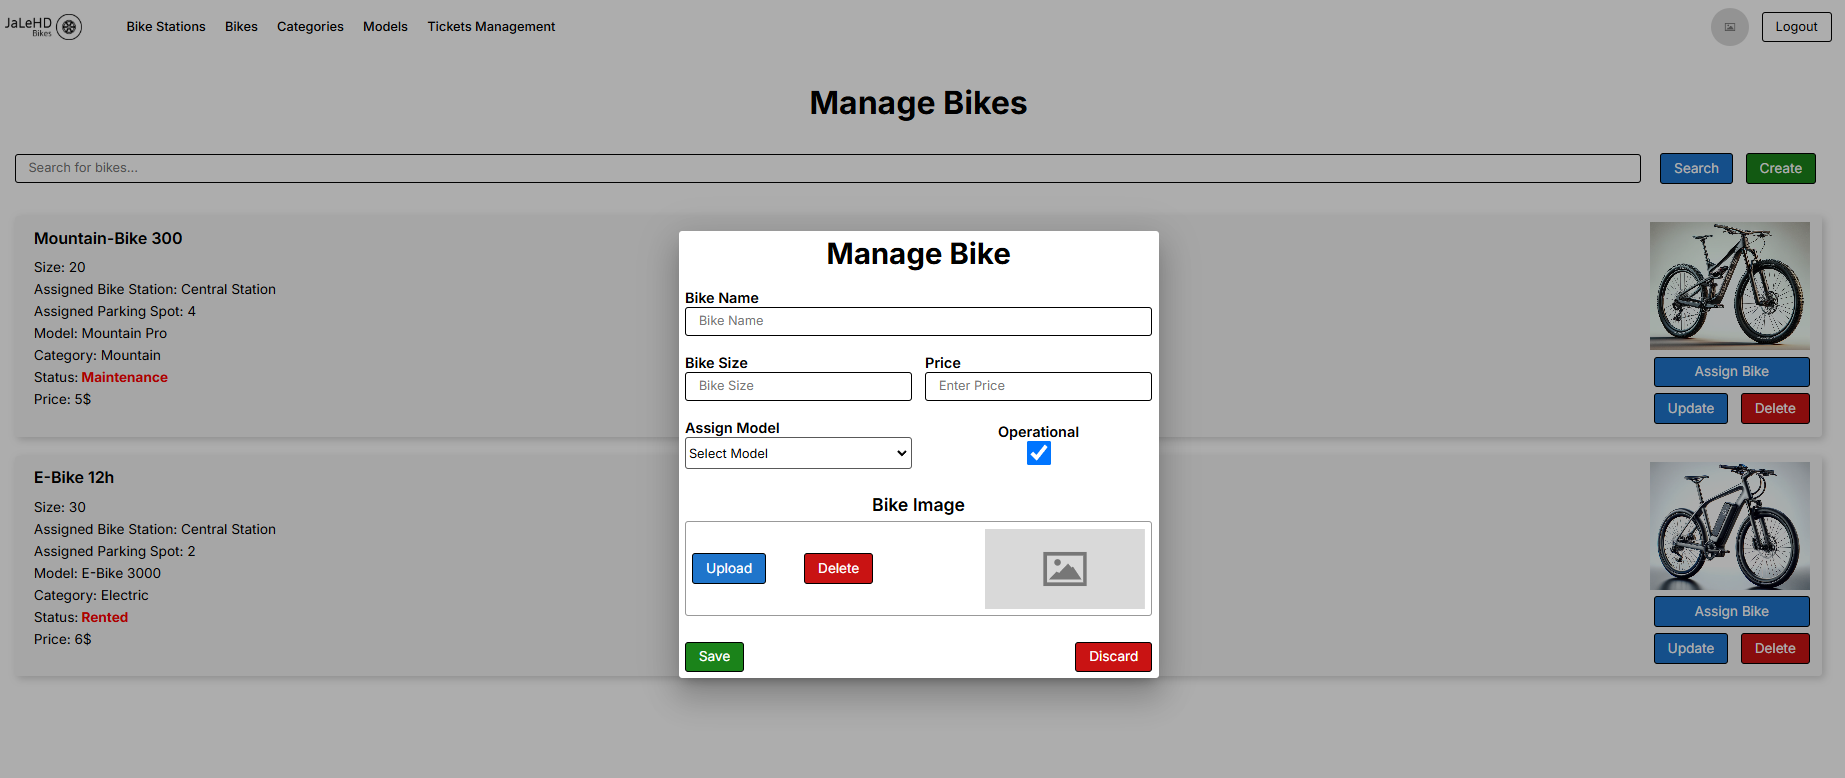 JaLeHD
Bikes
Bike Stations Bikes Categories Models Tickets Management Logout
Manage Bikes
Search for bikes... Search Create
Mountain-Bike 300
Size: 20
Assigned Bike Station: Central Station
Assigned Parking Spot: 4
Model: Mountain Pro
Category: Mountain
Status: Maintenance
Price: 5$
Assign Bike
Update Delete
E-Bike 12h
Size: 30
Assigned Bike Station: Central Station
Assigned Parking Spot: 2
Model: E-Bike 3000
Category: Electric
Status: Rented
Price: 6$
Assign Bike
Update Delete
Manage Bike
Bike Name
Bike Name
Bike Size Price
Bike Size Enter Price
Assign Model Operational
Select Model
Bike Image
Upload Delete
Save Discard